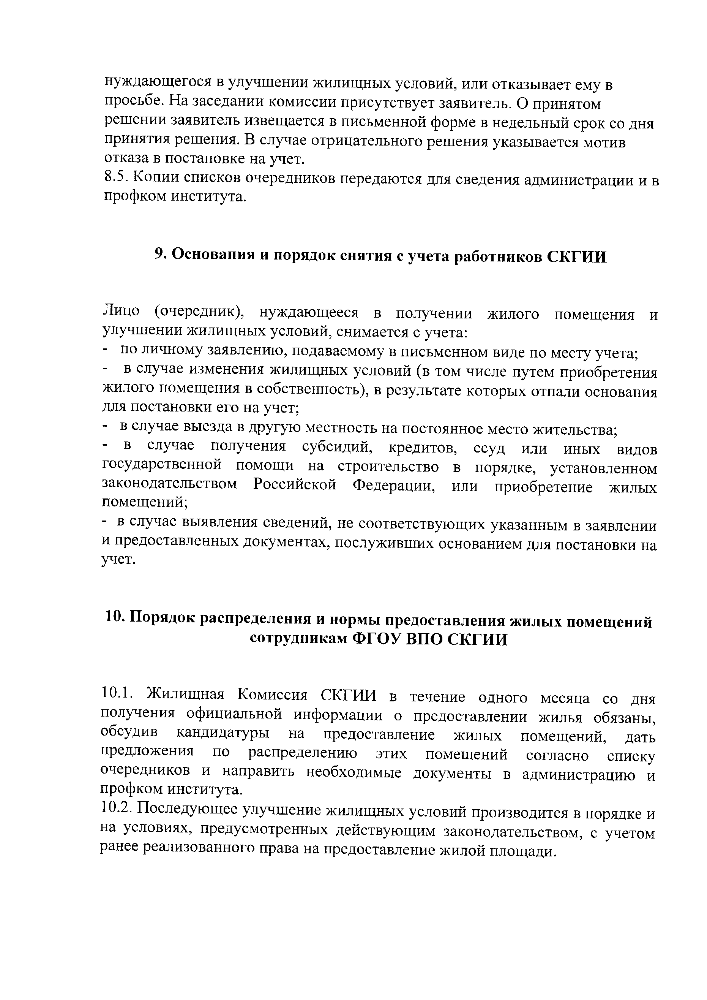 нуждающегося в улучшении жилищных условий, или отказывает ему в
просьбе. На заседании комиссии присутствует заявитель. О принятом
решении заявитель извещается в письменной форме в недельный срок со дня
принятия решения. В случае отрицательного решения указывается мотив
отказа в постановке на учет.
8.5. Копии списков очередников передаются для сведения администрации и в
профком института.
9. Основания и порядок снятия с учета работников СКГИИ
Лицо (очередник), нуждающееся в получении жилого помещения и
улучшении жилищных условий, снимается с учета:
- по личному заявлению, подаваемому в письменном виде по месту учета;
- в случае изменения жилищных условий (в том числе путем приобретения
жилого помещения в собственность), в результате которых отпали основания
для постановки его на учет;
- в случае выезда в другую местность на постоянное место жительства;
- в случае получения субсидий, кредитов, ссуд или иных видов
государственной помощи на строительство в порядке, установленном
законодательством Российской Федерации, или приобретение жилых
помещений;
- в случае выявления сведений, не соответствующих указанным в заявлении
и предоставленных документах, послуживших основанием для постановки на
учет.
10. Порядок распределения и нормы предоставления жилых помещений
сотрудникам ФГОУ ВПО СКГИИ
10.1. Жилищная Комиссия СКГИИ в течение одного месяца со дня
получения официальной информации о предоставлении жилья обязаны,
обсудив кандидатуры на предоставление жилых помещений, дать
предложения по распределению этих помещений согласно списку
очередников и направить необходимые документы в администрацию и
профком института.
10.2. Последующее улучшение жилищных условий производится в порядке и
на условиях, предусмотренных действующим законодательством, с учетом
ранее реализованного права на предоставление жилой площади.